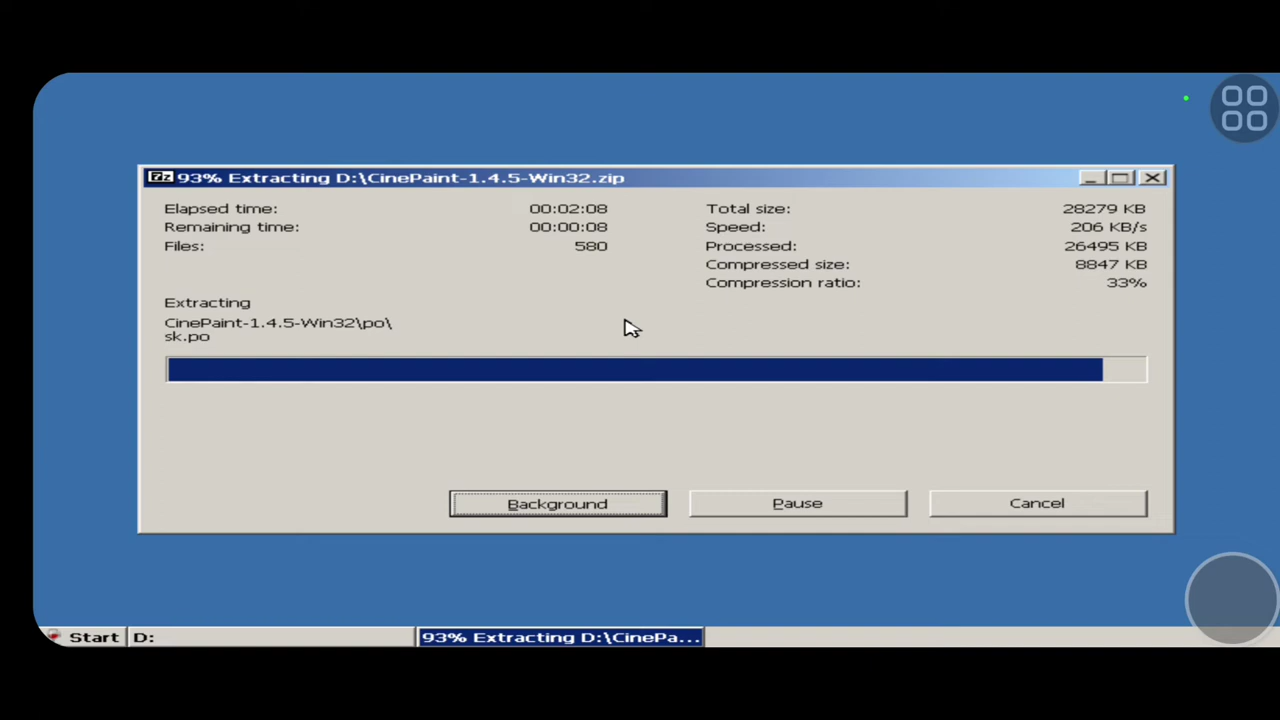 93% Extracting D:\CinePaint-1.4.5-Win32.zip
Elapsed time: 00:02:08 Total size: 28279 KB
Remaining time: 00:00:08 Speed: 206 KB/s
Files: 580 Processed: 26495 KB
Compressed size: 8847 KB
Compression ratio: 33%
Extracting
CinePaint-1.4.5-Win32\po\
sk.po
Background Pause Cancel
Start D: 93% Extracting D:\CinePa...